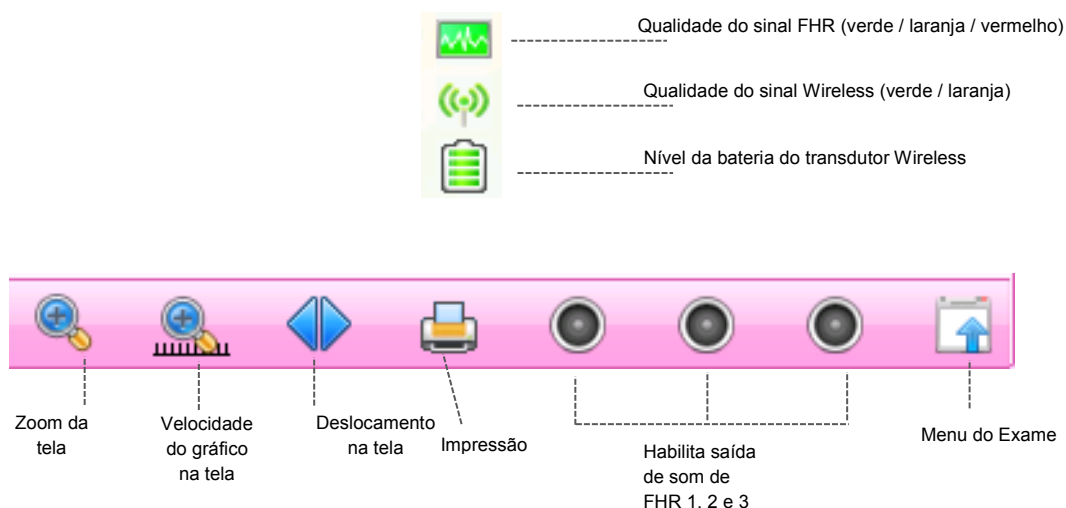 Qualidade do sinal FHR (verde / laranja / vermelho)
Qualidade do sinal Wireless (verde / laranja)
Nível da bateria do transdutor Wireless
Zoom da
tela
Velocidade
do gráfico
na tela
Deslocamento
na tela
Impressão
Habilita saída
de som de
FHR 1, 2 e 3
Menu do Exame